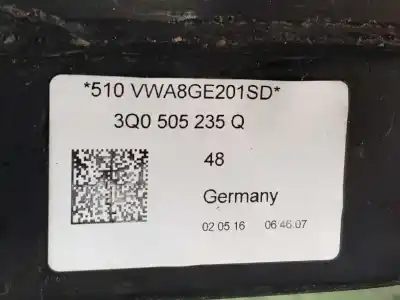 *510 VWA8GE201SD*
3Q0 505 235 Q
48
Germany
02.05.16 06:46:07